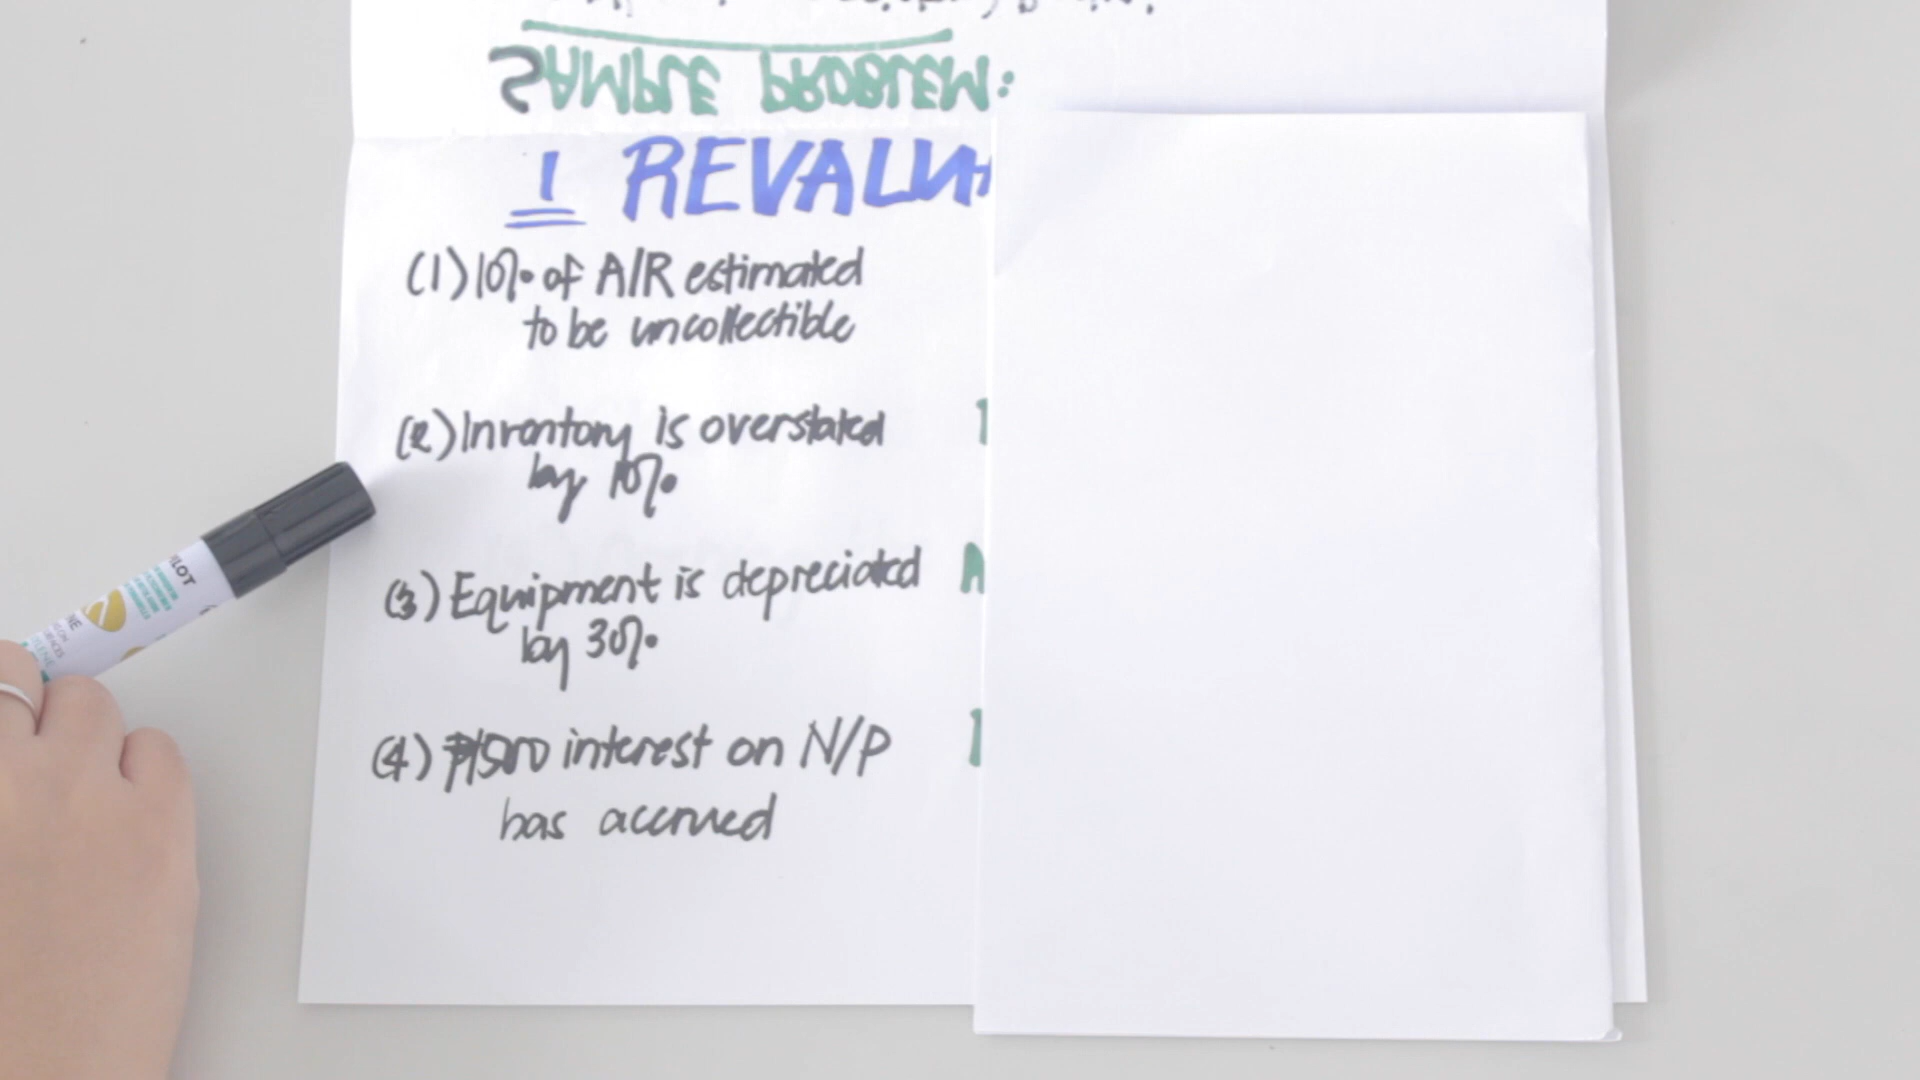 SAMPLE PROBLEM:
1 REVALUA
(1) 10% of A/R estimated
to be uncollectible
(2) Inventory is overstated
by 10%
(3) Equipment is depreciated
by 30%
(4) ₱1500 interest on N/P
has accrued